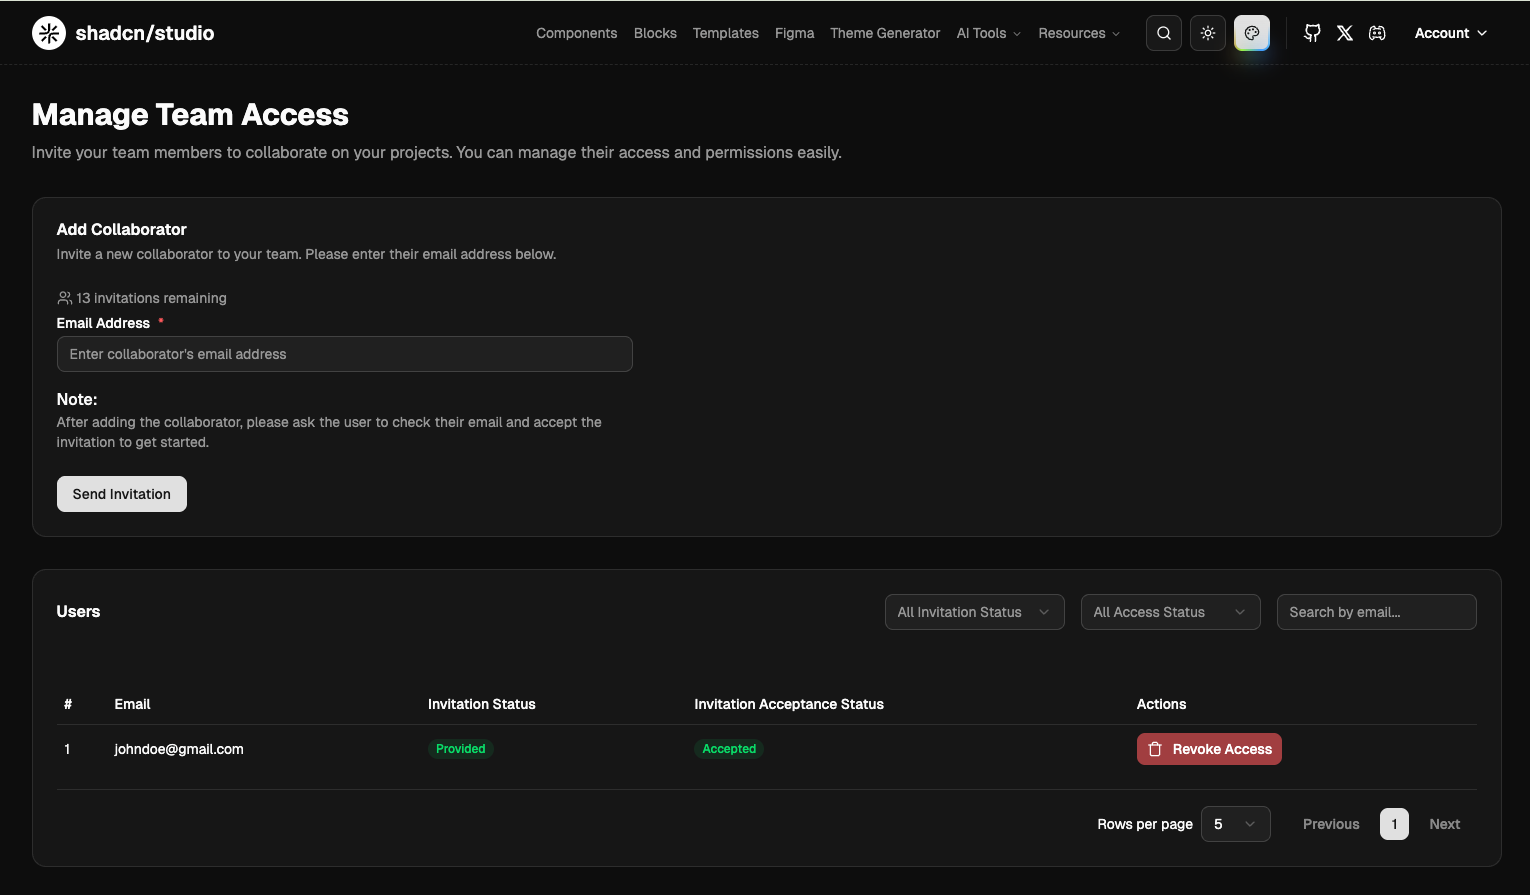 shadcn/studio
Components Blocks Templates Figma Theme Generator AI Tools Resources Account
Manage Team Access
Invite your team members to collaborate on your projects. You can manage their access and permissions easily.
Add Collaborator
Invite a new collaborator to your team. Please enter their email address below.
13 invitations remaining
Email Address *
Enter collaborator's email address
Note:
After adding the collaborator, please ask the user to check their email and accept the
invitation to get started.
Send Invitation
Users All Invitation Status All Access Status Search by email...
# Email Invitation Status Invitation Acceptance Status Actions
1 johndoe@gmail.com Provided Accepted Revoke Access
Rows per page 5 Previous 1 Next